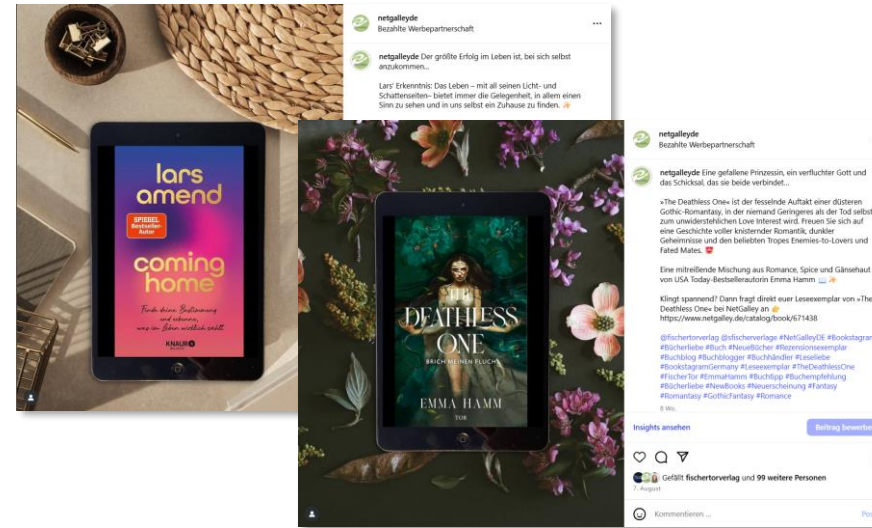 netgalleyde
Bezahlte Werbepartnerschaft
netgalleyde Der größte Erfolg im Leben ist, bei sich selbst
anzukommen...
Lars' Erkenntnis: Das Leben – mit all seinen Licht- und
Schattenseiten– bietet immer die Gelegenheit, in allem einen
Sinn zu sehen und in uns selbst ein Zuhause zu finden. ✨
lars
amend
SPIEGEL
Bestseller-
Autor
coming
home
Finde deine Bestimmung
und erkenne,
was im Leben wirklich zählt
KNAUR
netgalleyde
Bezahlte Werbepartnerschaft
netgalleyde Eine gefallene Prinzessin, ein verfluchter Gott und
das Schicksal, das sie beide verbindet...
»The Deathless One« ist der fesselnde Auftakt einer düsteren
Gothic-Romantasy, in der niemand Geringeres als der Tod selbst
zum unwiderstehlichen Love Interest wird. Freuen Sie sich auf
eine Geschichte voller knisternder Romantik, dunkler
Geheimnisse und den beliebten Tropes Enemies-to-Lovers und
Fated Mates.
Eine mitreißende Mischung aus Romance, Spice und Gänsehaut
von USA Today-Bestsellerautorin Emma Hamm 📖 ✨
Klingt spannend? Dann fragt direkt euer Leseexemplar von »The
Deathless One« bei NetGalley an 👉
https://www.netgalley.de/catalog/book/671438
@fischertorverlag @sfischerverlage #NetGalleyDE #Bookstagram
#Bücherliebe #Buch #NeueBücher #Rezensionsexemplar
#Buchblog #Buchblogger #Buchhändler #Leseliebe
#BookstagramGermany #Leseexemplar #TheDeathlessOne
#FischerTor #EmmaHamm #Buchtipp #Buchempfehlung
#Bücherliebe #NewBooks #Neuerscheinung #Fantasy
#Romantasy #GothicFantasy #Romance
8 Wo.
THE
DEATHLESS
ONE
BRICH MEINEN FLUCH
EMMA HAMM
TOR
Insights ansehen
Beitrag bewerben
Gefällt fischertorverlag und 99 weitere Personen
7. August
Kommentieren ...